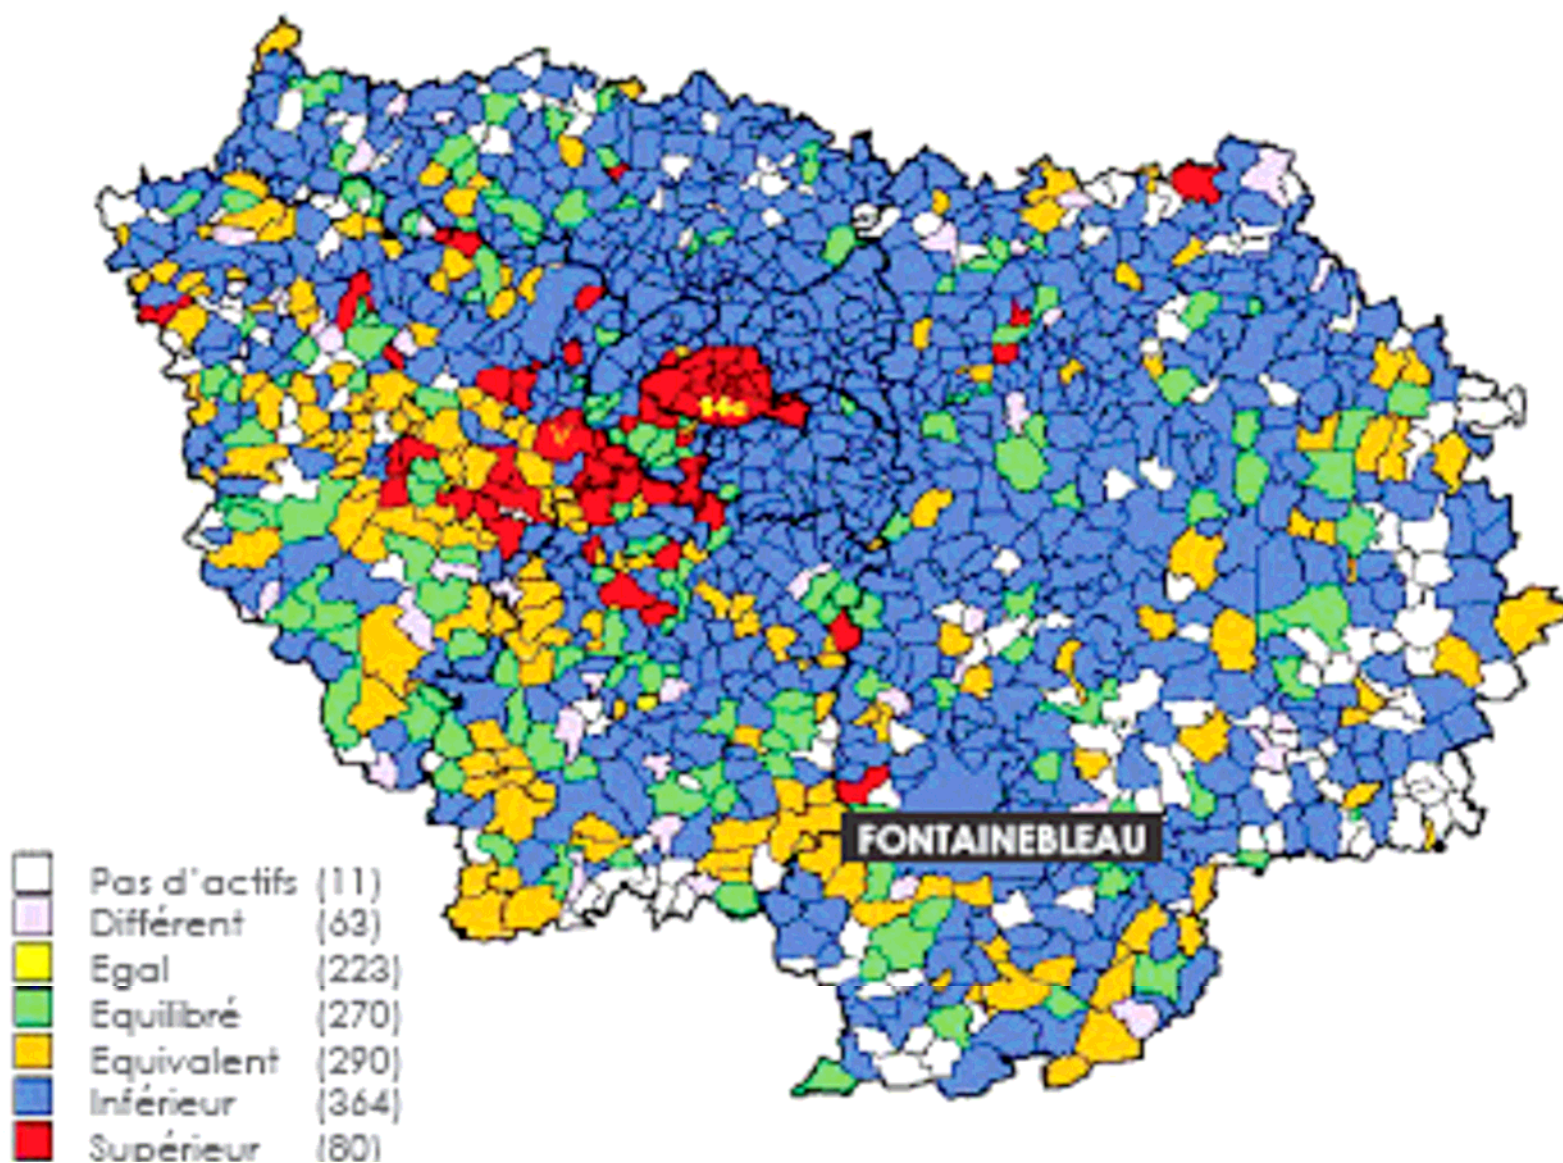 FONTAINEBLEAU
Pas d'actifs (11)
Différent (63)
Egal (223)
Equilibré (270)
Equivalent (290)
Inférieur (364)
Supérieur (80)